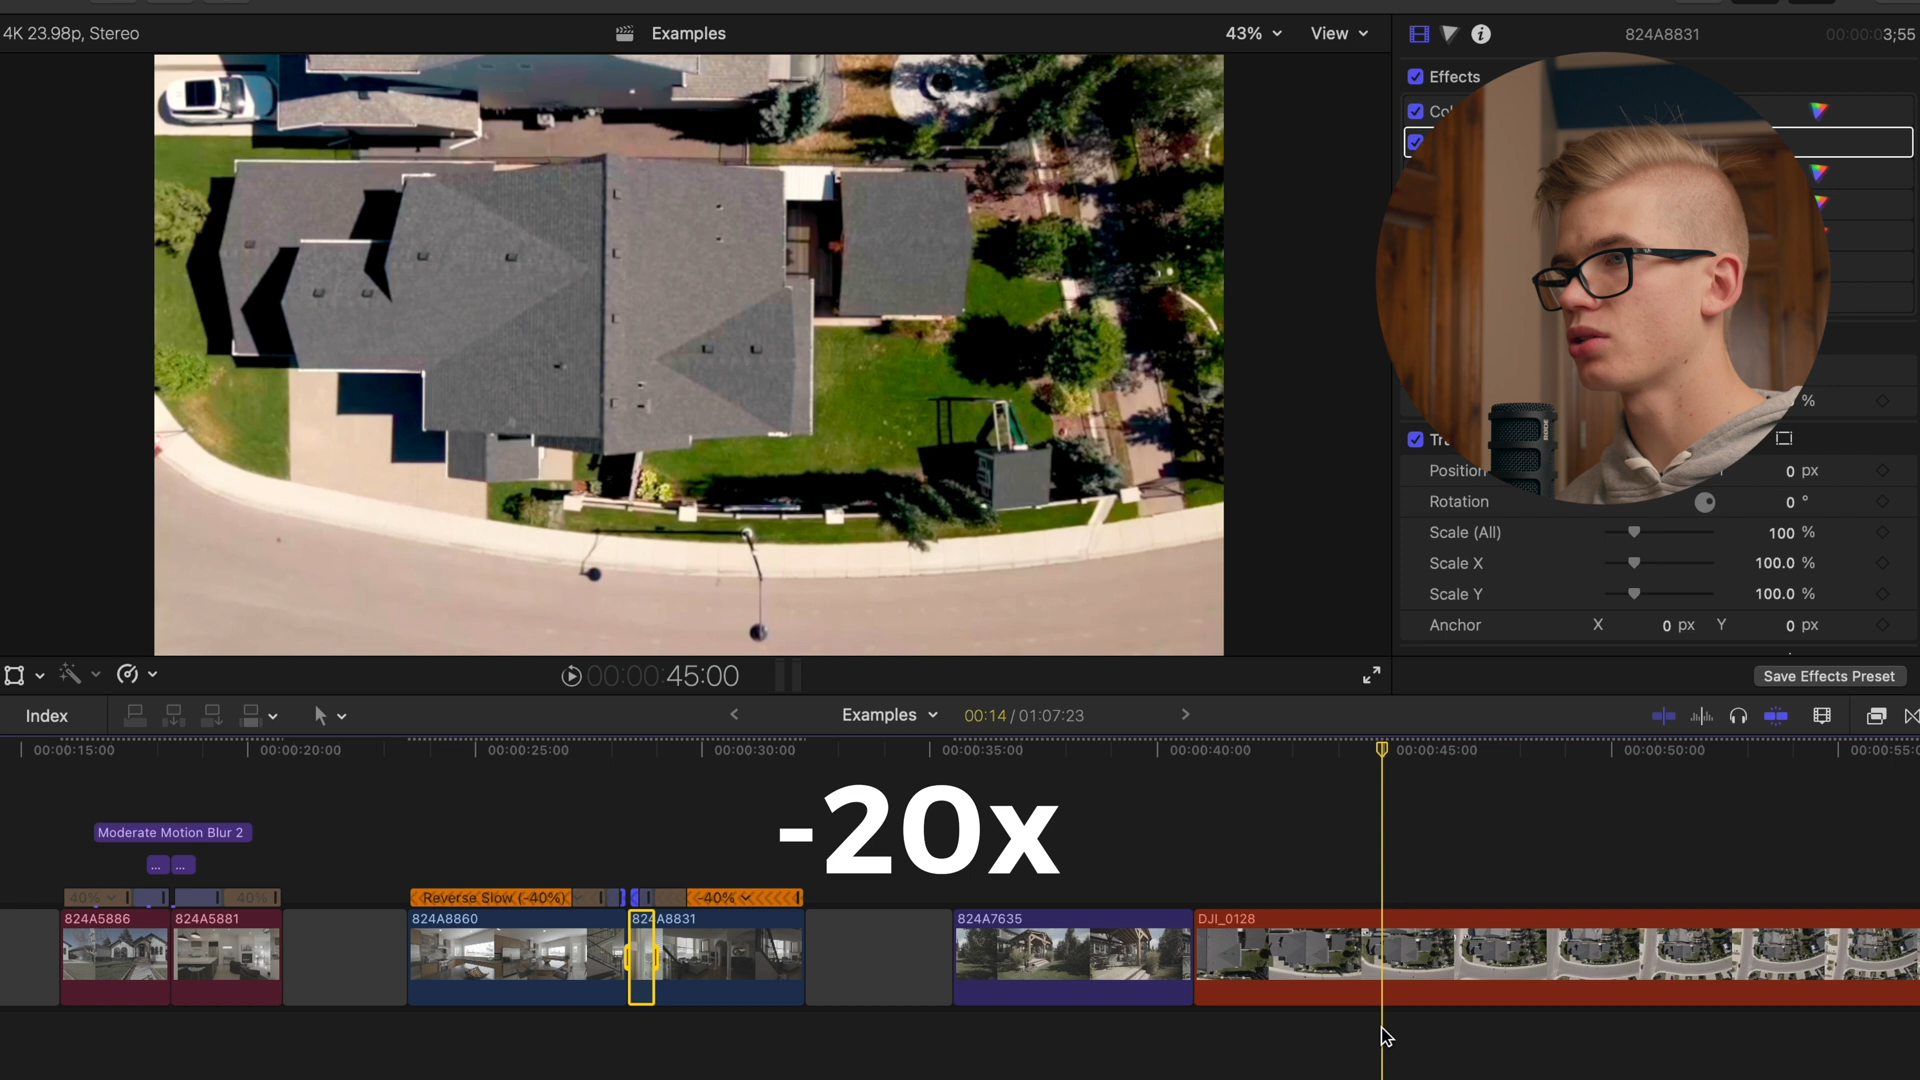 4K 23.98p, Stereo
Examples
43%
View
824A8831
00:00:03;55
Effects
%
Position
0 px
Rotation
0 °
Scale (All)
100 %
Scale X
100.0 %
Scale Y
100.0 %
Anchor
X 0 px Y 0 px
00:00:45:00
Save Effects Preset
Index
Examples
00:14 / 01:07:23
00:00:15:00
00:00:20:00
00:00:25:00
00:00:30:00
00:00:35:00
00:00:40:00
00:00:45:00
00:00:50:00
-20x
Moderate Motion Blur 2
...
...
40%
40%
Reverse Slow (-40%)
-40%
824A5886
824A5881
824A8860
824A8831
824A7635
DJI_0128
RODE